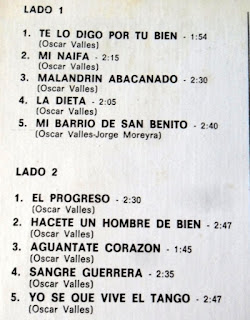 LADO 1
1. TE LO DIGO POR TU BIEN - 1:54
(Oscar Valles)
2. MI NAIFA - 2:15
(Oscar Valles)
3. MALANDRIN ABACANADO - 2:30
(Oscar Valles)
4. LA DIETA - 2:05
(Oscar Valles)
5. MI BARRIO DE SAN BENITO - 2:40
(Oscar Valles-Jorge Moreyra)
LADO 2
1. EL PROGRESO - 2:30
(Oscar Valles)
2. HACETE UN HOMBRE DE BIEN - 2:47
(Oscar Valles)
3. AGUANTATE CORAZON - 1:45
(Oscar Valles)
4. SANGRE GUERRERA - 2:35
(Oscar Valles)
5. YO SE QUE VIVE EL TANGO - 2:47
(Oscar Valles)